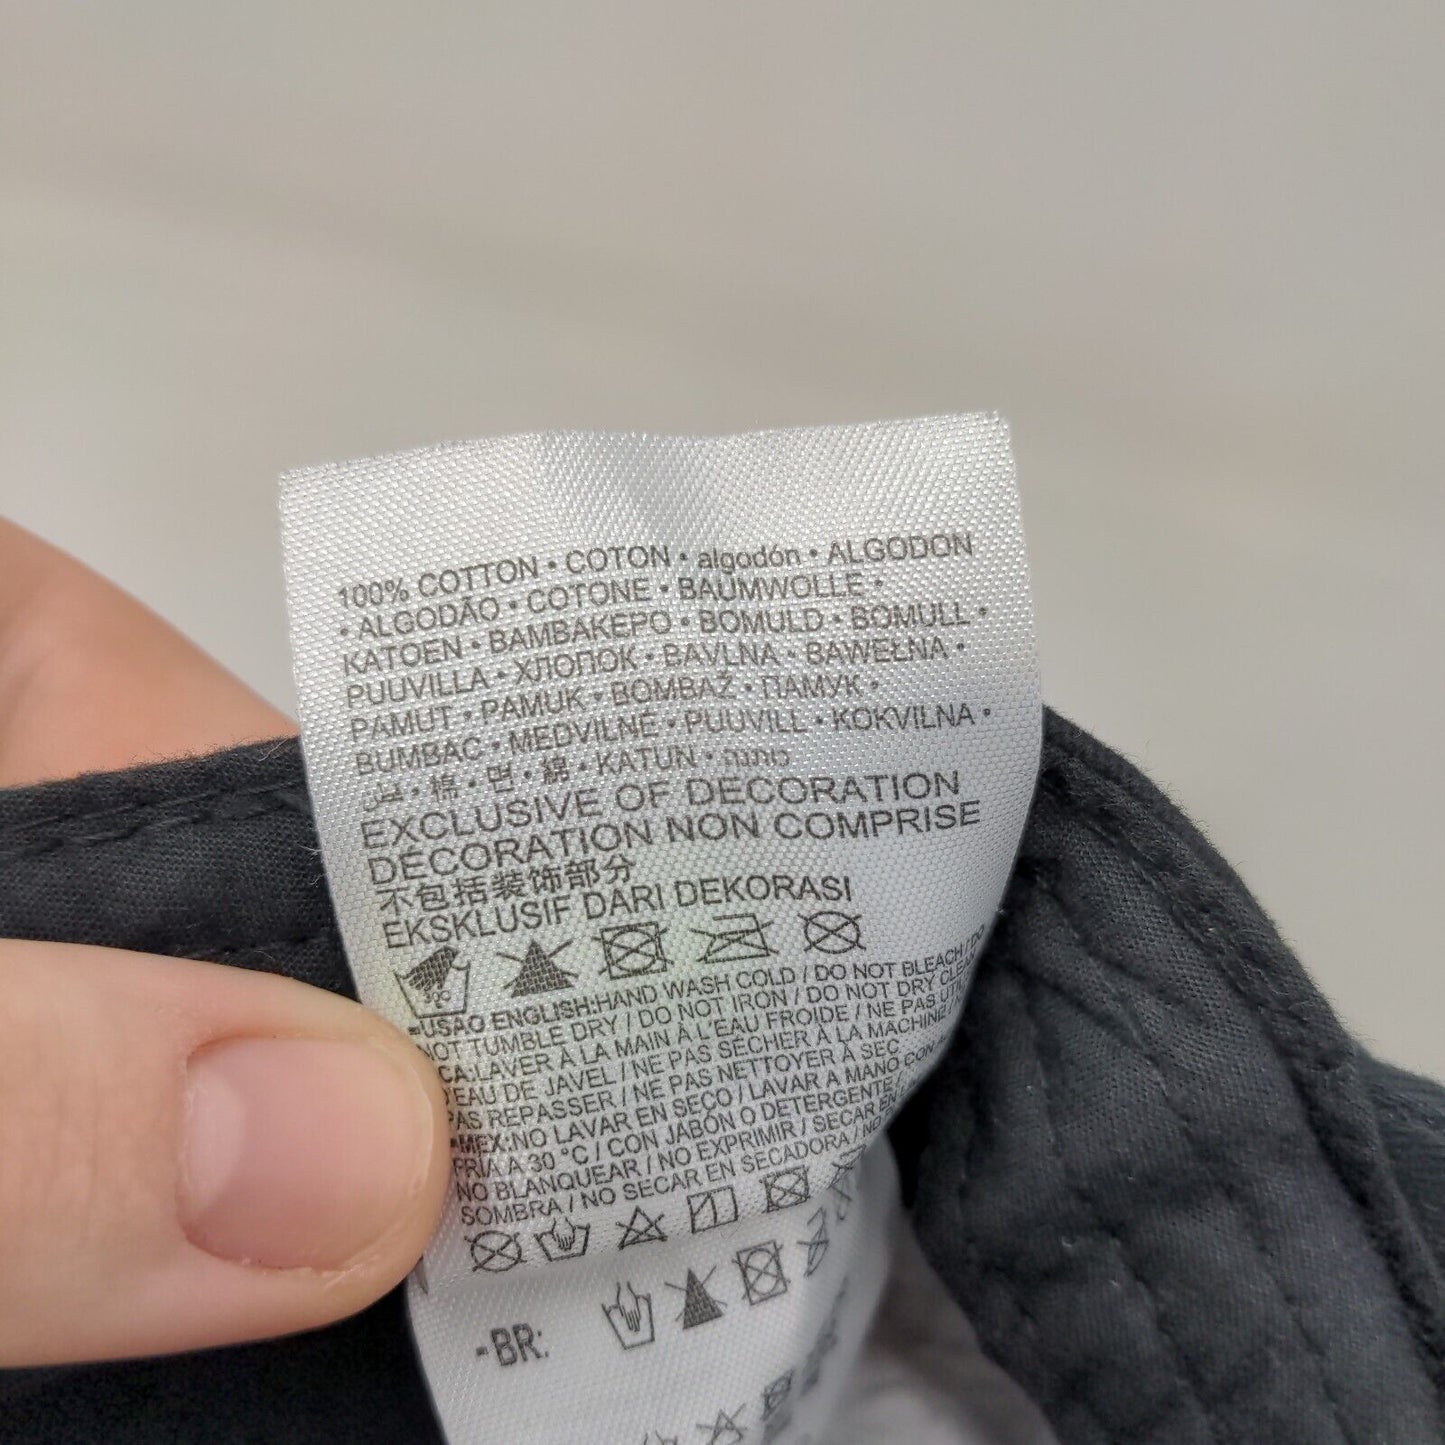 100% COTTON • COTON • algodón • ALGODON
• ALGODÃO • COTONE • BAUMWOLLE •
KATOEN • BAMBAKEPO • BOMULD • BOMULL •
PUUVILLA • ХЛОПОК • BAVLNA • BAWEŁNA •
PAMUT • PAMUK • BOMBAŽ • ПАМУК •
BUMBAC • MEDVILNĖ • PUUVILL • KOKVILNA •
• 棉 • 면 • 綿 • KATUN • כותנה
EXCLUSIVE OF DECORATION
DÉCORATION NON COMPRISE
不包括装饰部分
EKSKLUSIF DARI DEKORASI
-USAO ENGLISH:HAND WASH COLD / DO NOT BLEACH / DO
NOT TUMBLE DRY / DO NOT IRON / DO NOT DRY CLEAN
CA:LAVER À LA MAIN À L'EAU FROIDE / NE PAS
D'EAU DE JAVEL / NE PAS SÉCHER À LA MACHINE /
PAS REPASSER / NE PAS NETTOYER À SEC
•MEX:NO LAVAR EN SECO / LAVAR A MANO CON
FRIA A 30 °C / CON JABÓN O DETERGENTE /
NO BLANQUEAR / NO EXPRIMIR / SECAR EN
SOMBRA / NO SECAR EN SECADORA / NO
-BR: